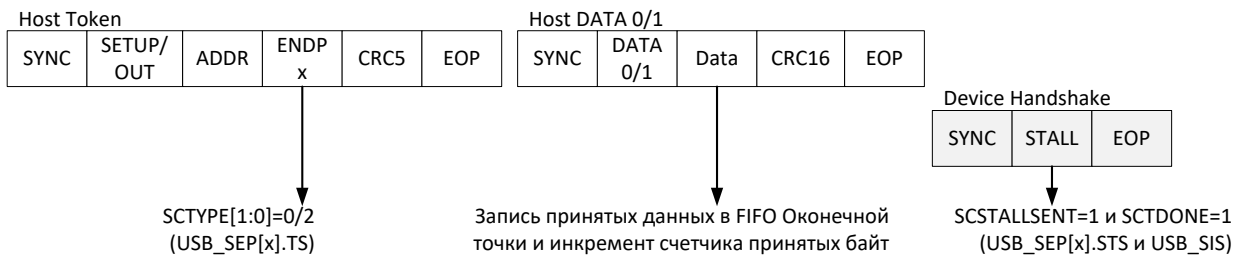 Host Token
SYNC SETUP/ OUT ADDR ENDP x CRC5 EOP
Host DATA 0/1
SYNC DATA 0/1 Data CRC16 EOP
Device Handshake
SYNC STALL EOP
SCTYPE[1:0]=0/2
(USB_SEP[x].TS)
Запись принятых данных в FIFO Оконечной
точки и инкремент счетчика принятых байт
SCSTALLSENT=1 и SCTDONE=1
(USB_SEP[x].STS и USB_SIS)